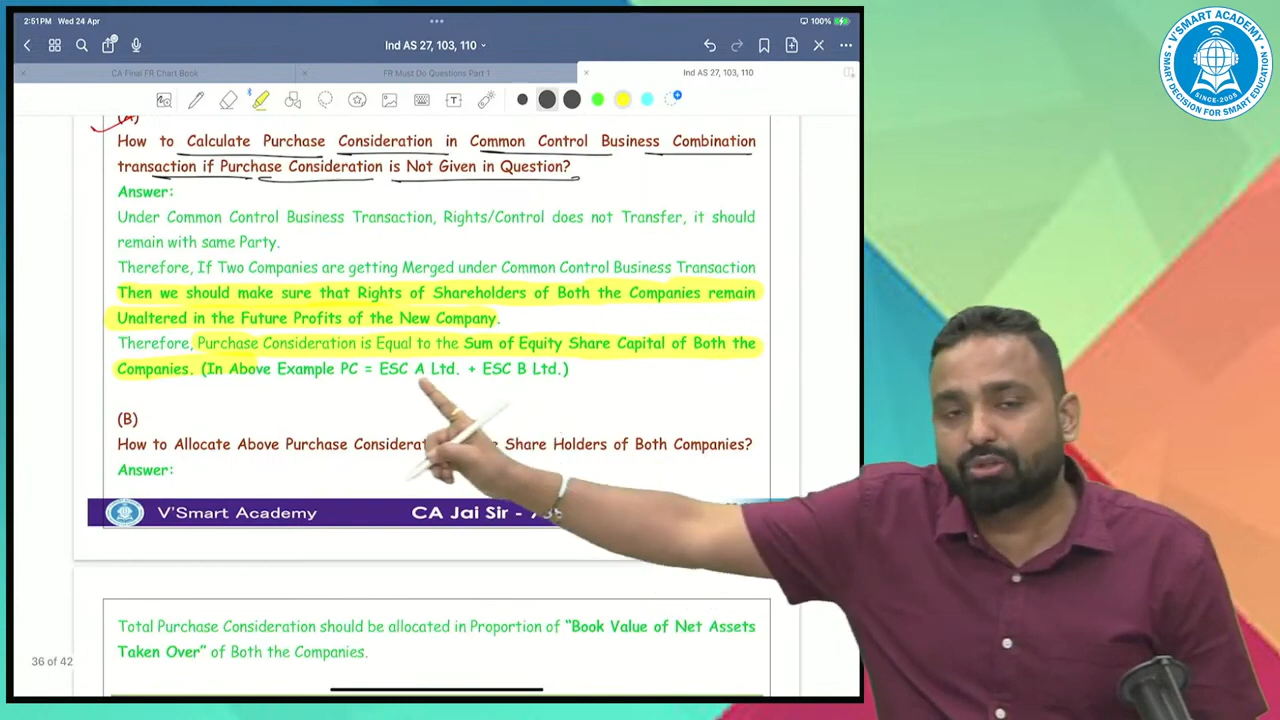 2:51PM Wed 24 Apr
100%
Ind AS 27, 103, 110
CA Final FR Chart Book
FR Must Do Questions Part 1
Ind AS 27, 103, 110
(A)
How to Calculate Purchase Consideration in Common Control Business Combination
transaction if Purchase Consideration is Not Given in Question?
Answer:
Under Common Control Business Transaction, Rights/Control does not Transfer, it should
remain with same Party.
Therefore, If Two Companies are getting Merged under Common Control Business Transaction
Then we should make sure that Rights of Shareholders of Both the Companies remain
Unaltered in the Future Profits of the New Company.
Therefore, Purchase Consideration is Equal to the Sum of Equity Share Capital of Both the
Companies. (In Above Example PC = ESC A Ltd. + ESC B Ltd.)
(B)
How to Allocate Above Purchase Share Holders of Both Companies?
Answer:
V'Smart Academy
CA Jai Sir -
Total Purchase Consideration should be allocated in Proportion of “Book Value of Net Assets
Taken Over” of Both the Companies.
36 of 42
V'SMART ACADEMY
SINCE-2005
SMART DECISION FOR SMART EDUCATION